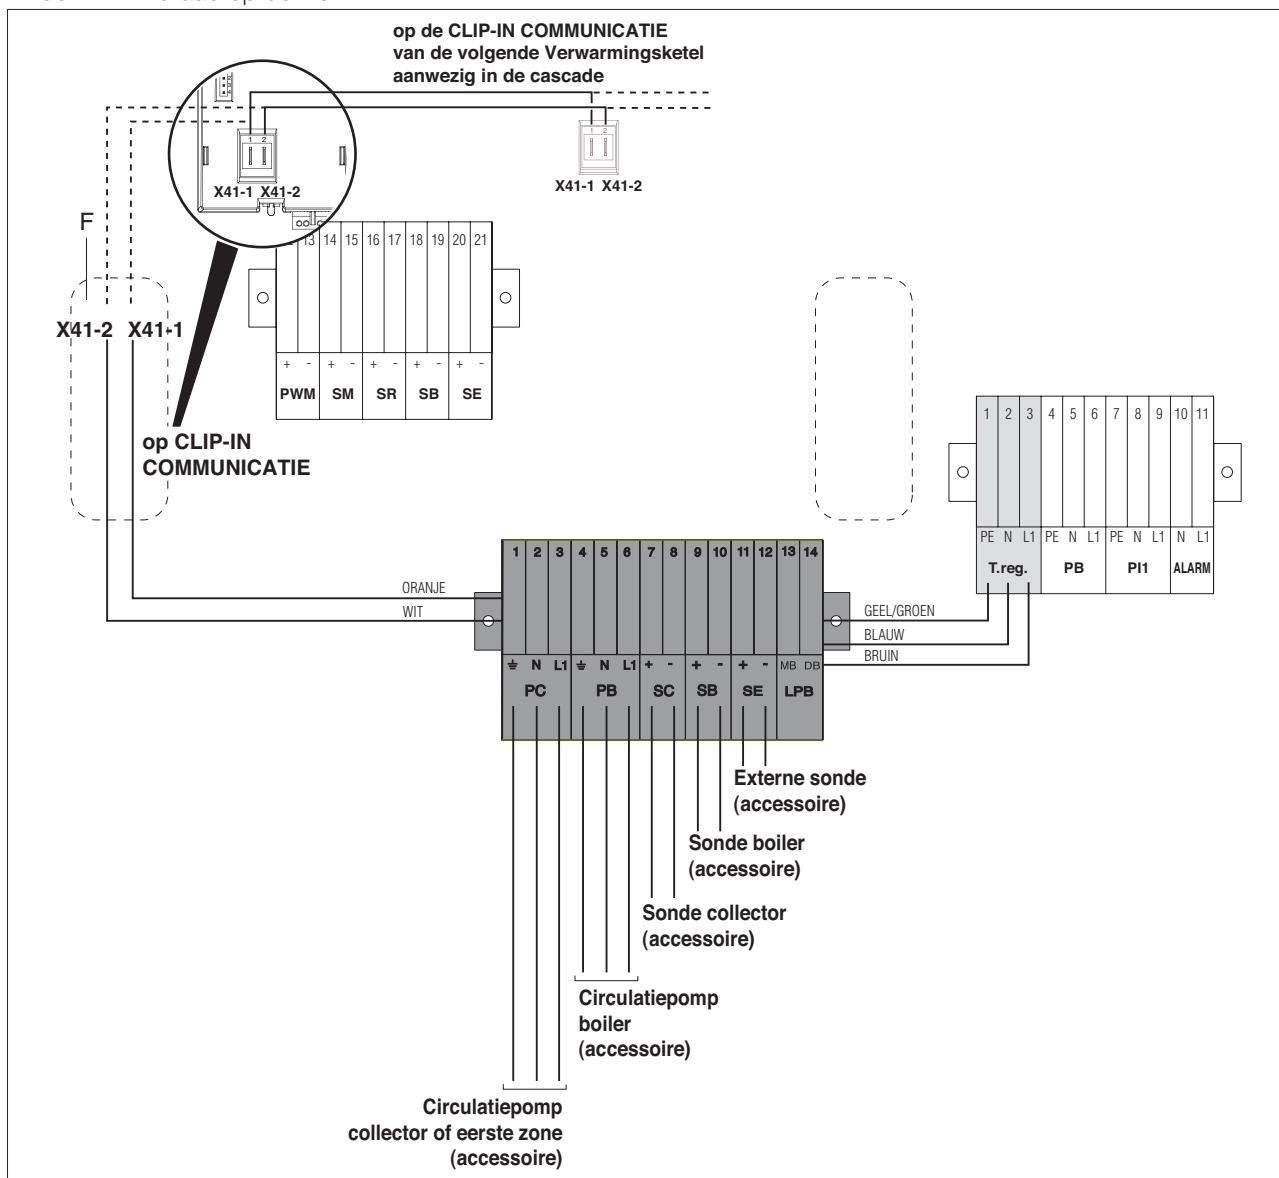 op de CLIP-IN COMMUNICATIE
van de volgende Verwarmingsketel
aanwezig in de cascade
1 2
X41-1 X41-2
1 2
X41-1 X41-2
F
13 14 15 16 17 18 19 20 21
X41-2 X41-1
+ - + - + - + - + -
PWM SM SR SB SE
op CLIP-IN
COMMUNICATIE
1 2 3 4 5 6 7 8 9 10 11
PE N L1 PE N L1 PE N L1 N L1
T.reg. PB PI1 ALARM
1 2 3 4 5 6 7 8 9 10 11 12 13 14
ORANJE
WIT
GEEL/GROEN
BLAUW
BRUIN
N L1 N L1 + - + - + - MB DB
PC PB SC SB SE LPB
Externe sonde
(accessoire)
Sonde boiler
(accessoire)
Sonde collector
(accessoire)
Circulatiepomp
boiler
(accessoire)
Circulatiepomp
collector of eerste zone
(accessoire)